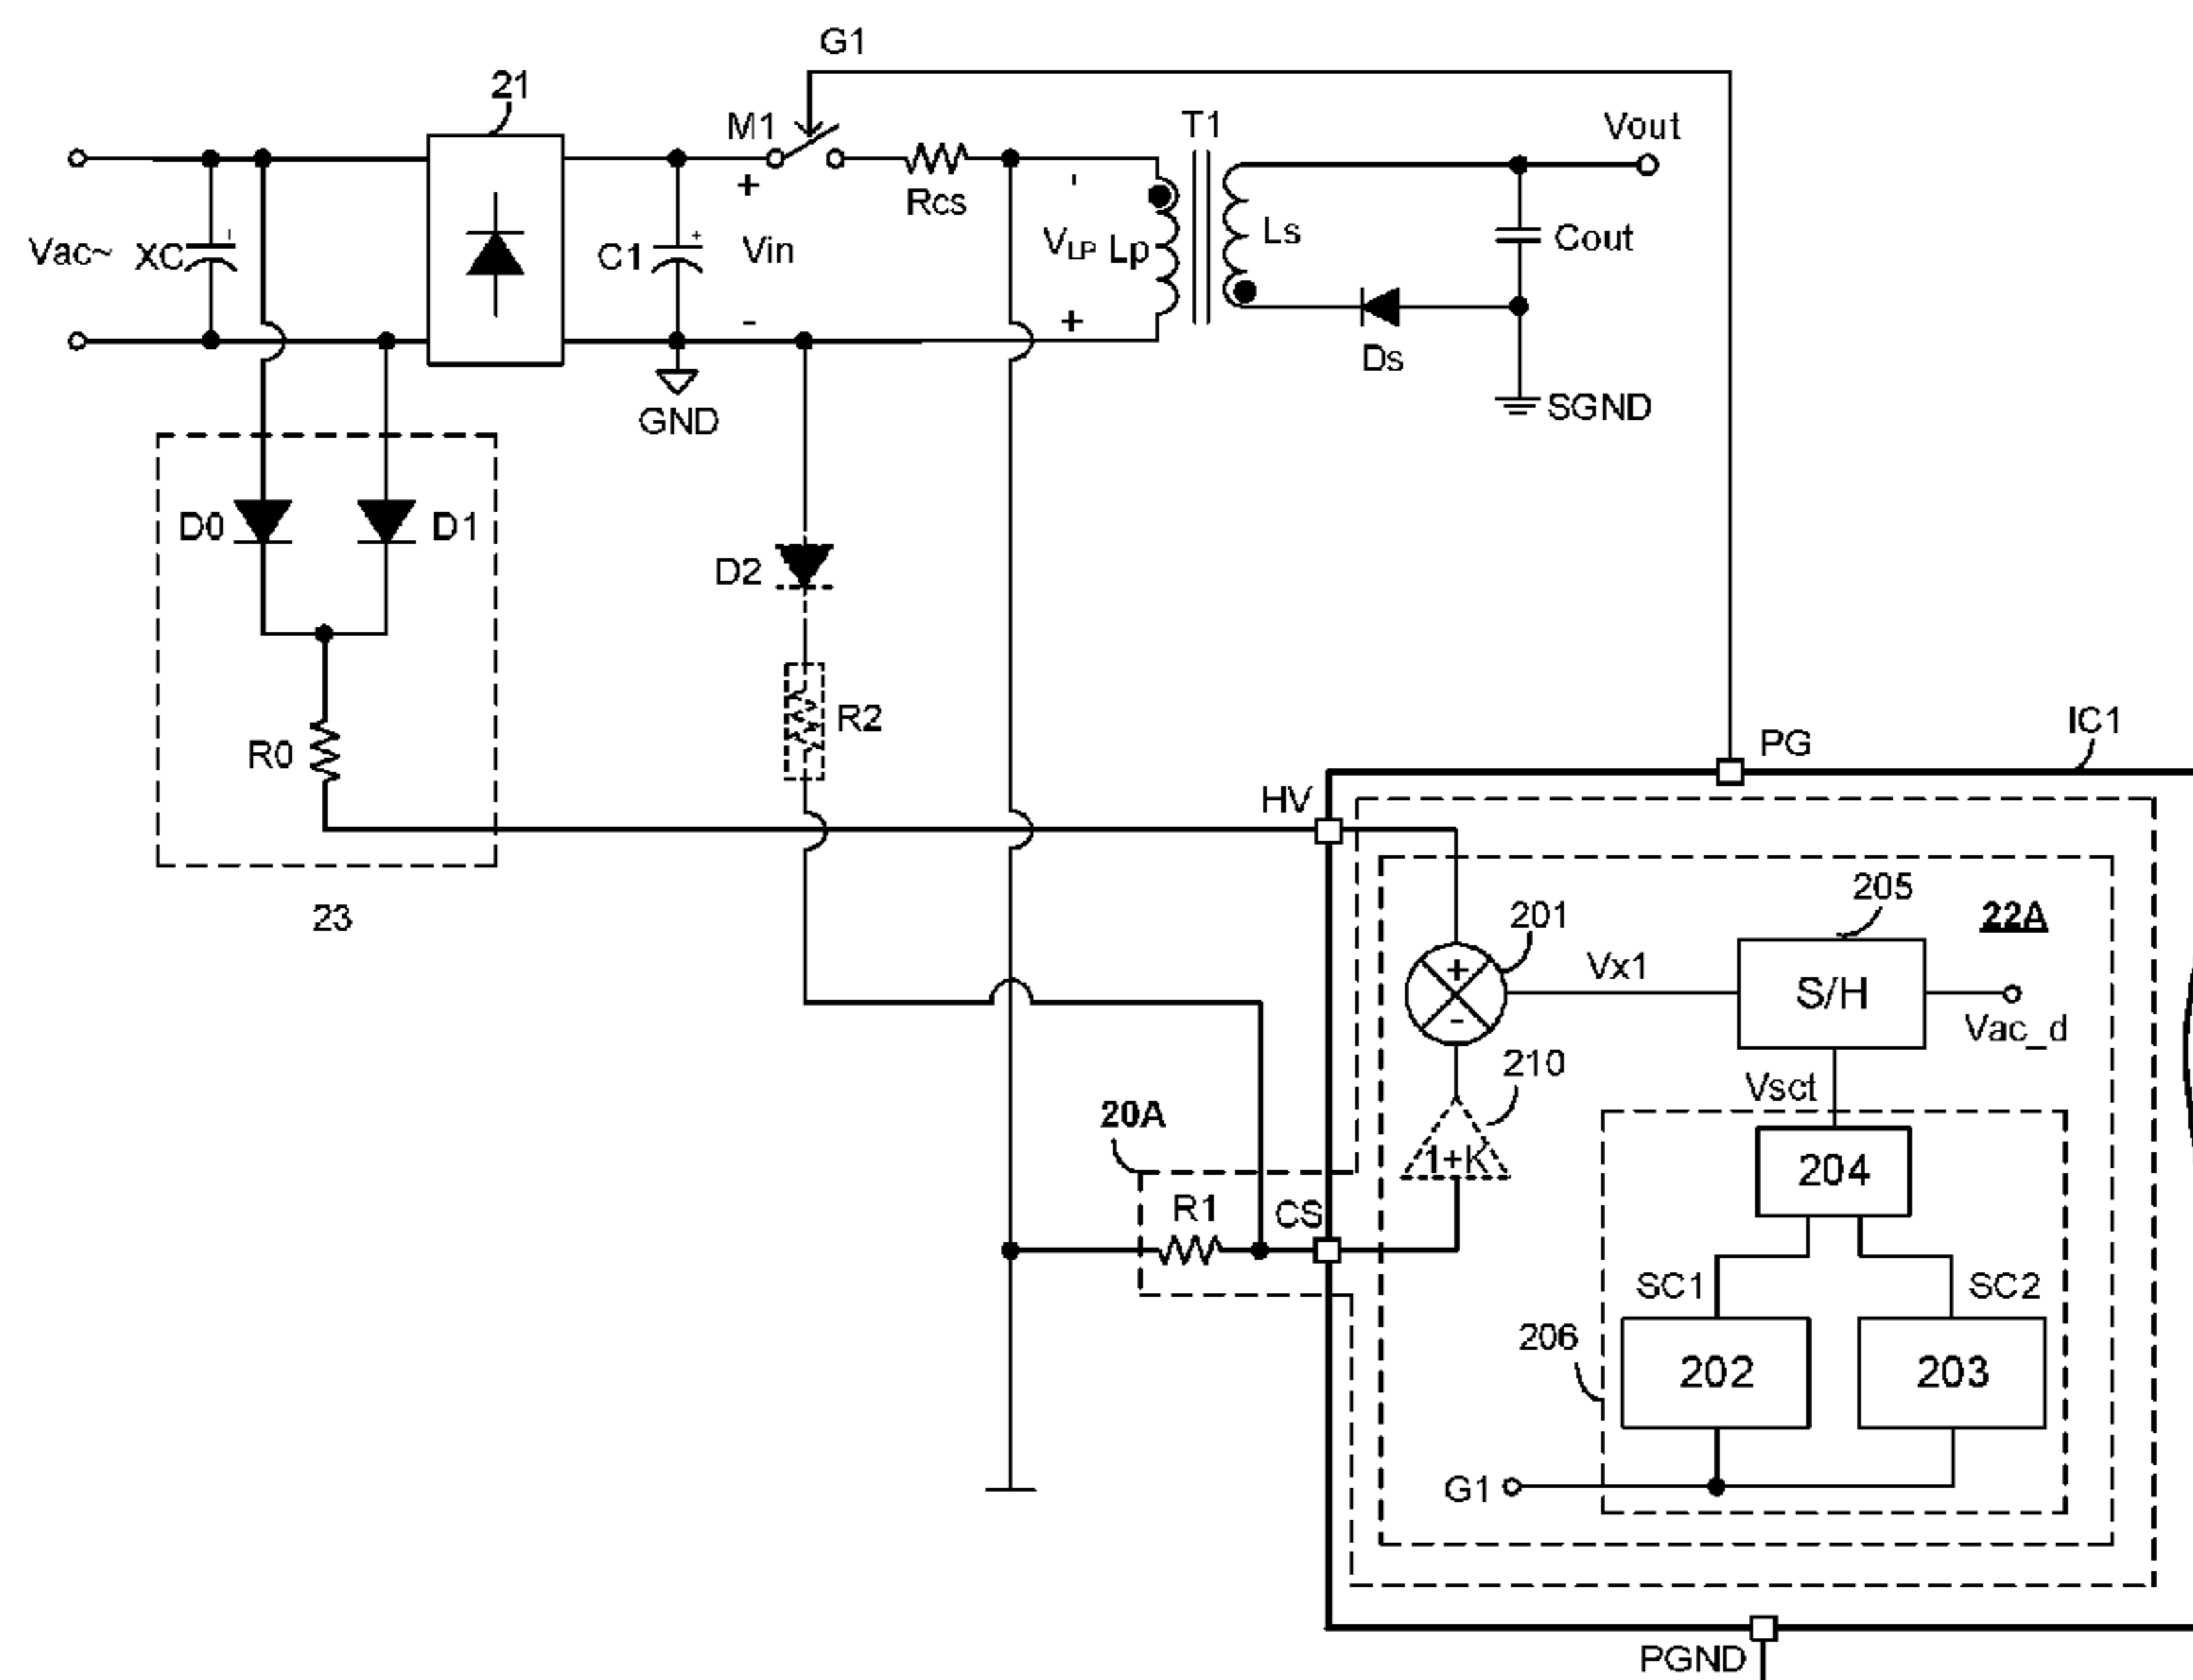 G1
21
M1
T1
Vout
Vac~
XC
C1
+
Vin
-
Rcs
-
VLP
Lp
+
Ls
Cout
Ds
GND
SGND
D0
D1
D2
R2
R0
23
HV
PG
IC1
201
205
22A
+
-
Vx1
S/H
Vac_d
210
Vsct
20A
1+K
204
R1
CS
SC1
SC2
206
202
203
G1
PGND